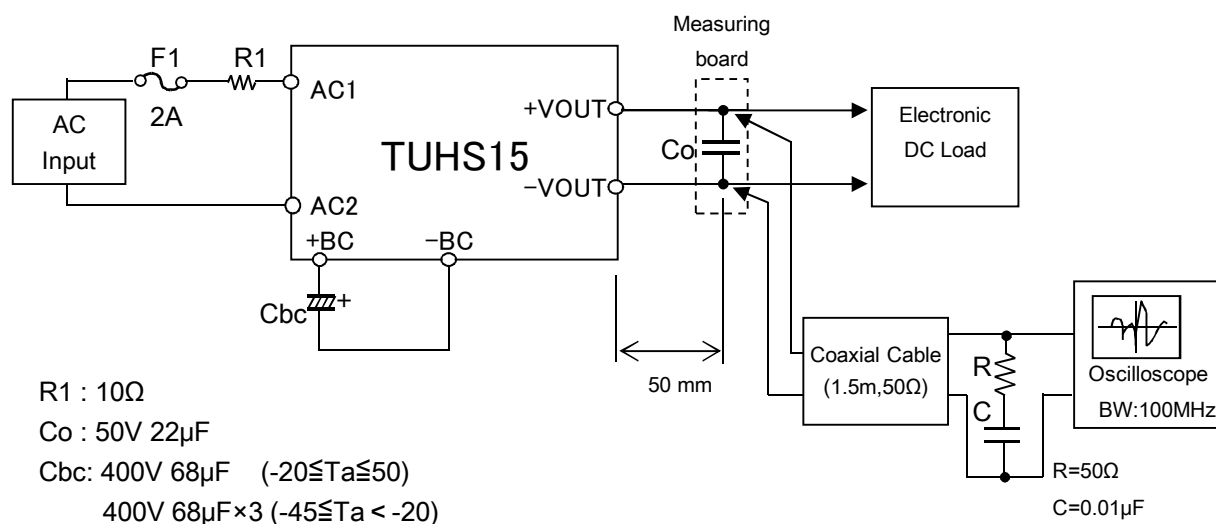 Measuring
board
F1
R1
2A
AC
Input
AC1
AC2
TUHS15
+VOUT
-VOUT
+BC
-BC
Co
Electronic
DC Load
Cbc
+
50 mm
Coaxial Cable
(1.5m,50Ω)
R
C
Oscilloscope
BW:100MHz
R=50Ω
C=0.01µF
R1 : 10Ω
Co : 50V 22µF
Cbc: 400V 68µF (-20≦Ta≦50)
400V 68µF×3 (-45≦Ta < -20)